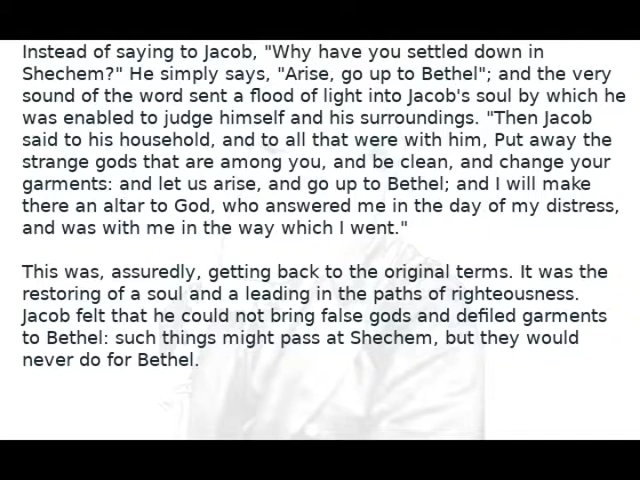 Instead of saying to Jacob, "Why have you settled down in
Shechem?" He simply says, "Arise, go up to Bethel"; and the very
sound of the word sent a flood of light into Jacob's soul by which he
was enabled to judge himself and his surroundings. "Then Jacob
said to his household, and to all that were with him, Put away the
strange gods that are among you, and be clean, and change your
garments: and let us arise, and go up to Bethel; and I will make
there an altar to God, who answered me in the day of my distress,
and was with me in the way which I went."
This was, assuredly, getting back to the original terms. It was the
restoring of a soul and a leading in the paths of righteousness.
Jacob felt that he could not bring false gods and defiled garments
to Bethel: such things might pass at Shechem, but they would
never do for Bethel.